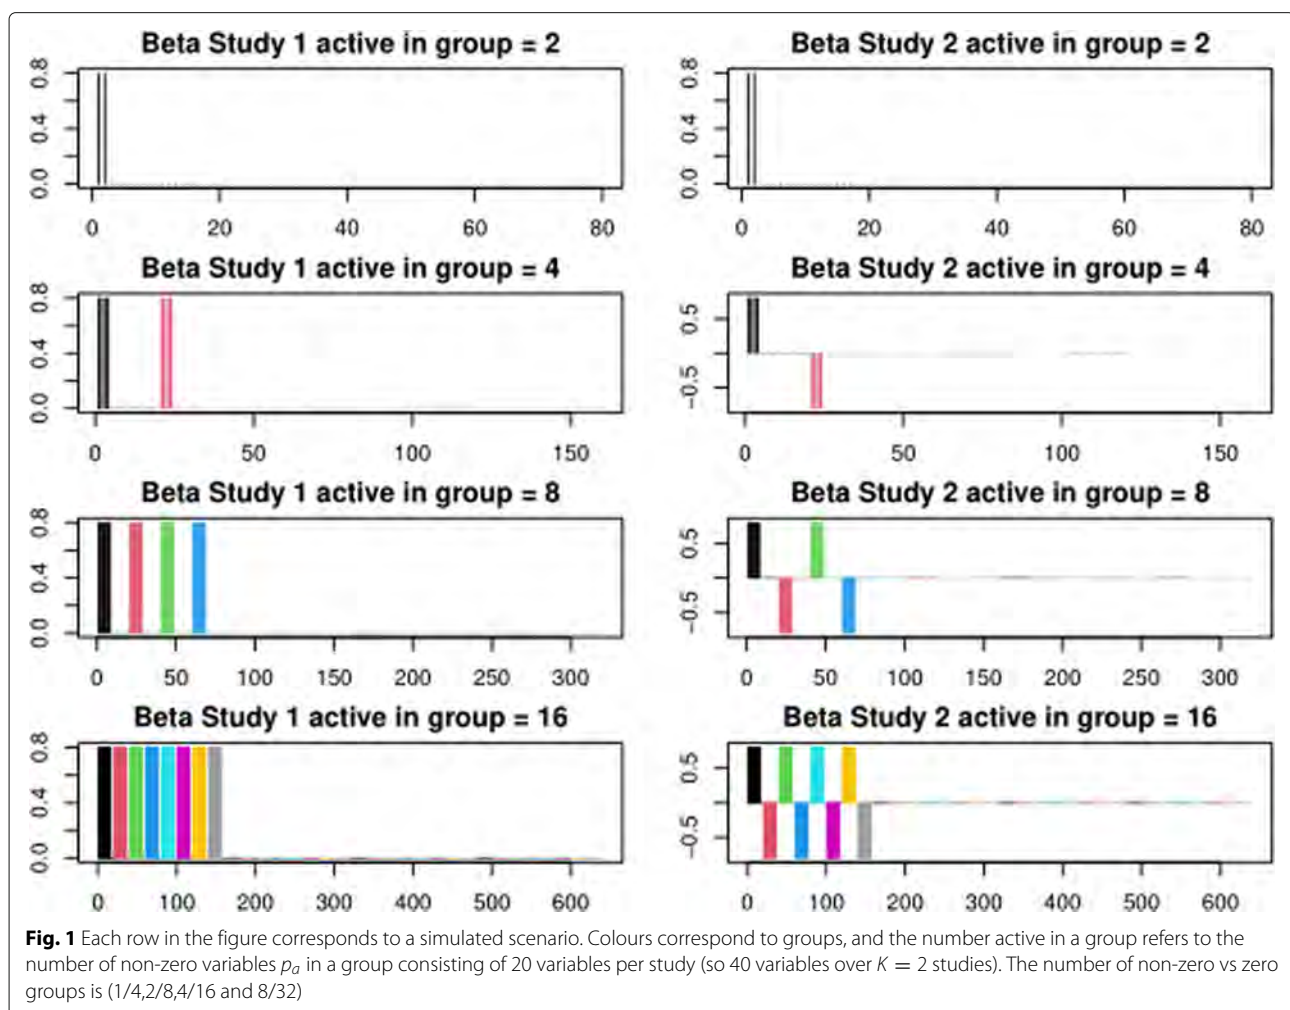 Beta Study 1 active in group = 2
0.0 0.4 0.8
0 20 40 60 80
Beta Study 2 active in group = 2
0.0 0.4 0.8
0 20 40 60 80
Beta Study 1 active in group = 4
0.0 0.4 0.8
0 50 100 150
Beta Study 2 active in group = 4
−0.5 0.5
0 50 100 150
Beta Study 1 active in group = 8
0.0 0.4 0.8
0 50 100 150 200 250 300
Beta Study 2 active in group = 8
−0.5 0.5
0 50 100 150 200 250 300
Beta Study 1 active in group = 16
0.0 0.4 0.8
0 100 200 300 400 500 600
Beta Study 2 active in group = 16
−0.5 0.5
0 100 200 300 400 500 600
Fig. 1 Each row in the figure corresponds to a simulated scenario. Colours correspond to groups, and the number active in a group refers to the
number of non-zero variables pₐ in a group consisting of 20 variables per study (so 40 variables over K = 2 studies). The number of non-zero vs zero
groups is (1/4,2/8,4/16 and 8/32)